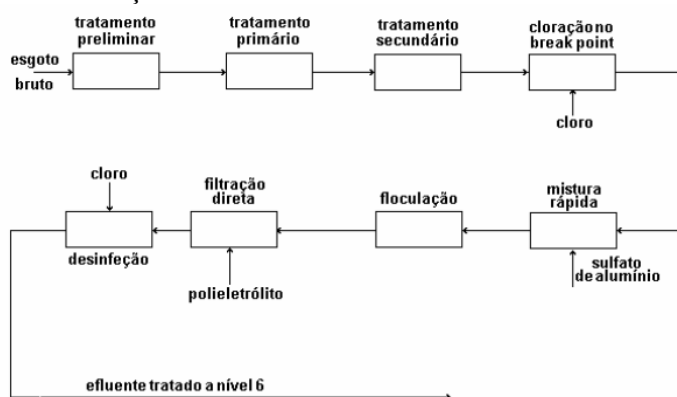 tratamento
preliminar
tratamento
primário
tratamento
secundário
cloração no
break point
esgoto
bruto
cloro
cloro
filtração
direta
floculação
mistura
rápida
desinfeção
polieletrólito
sulfato
de alumínio
efluente tratado a nível 6